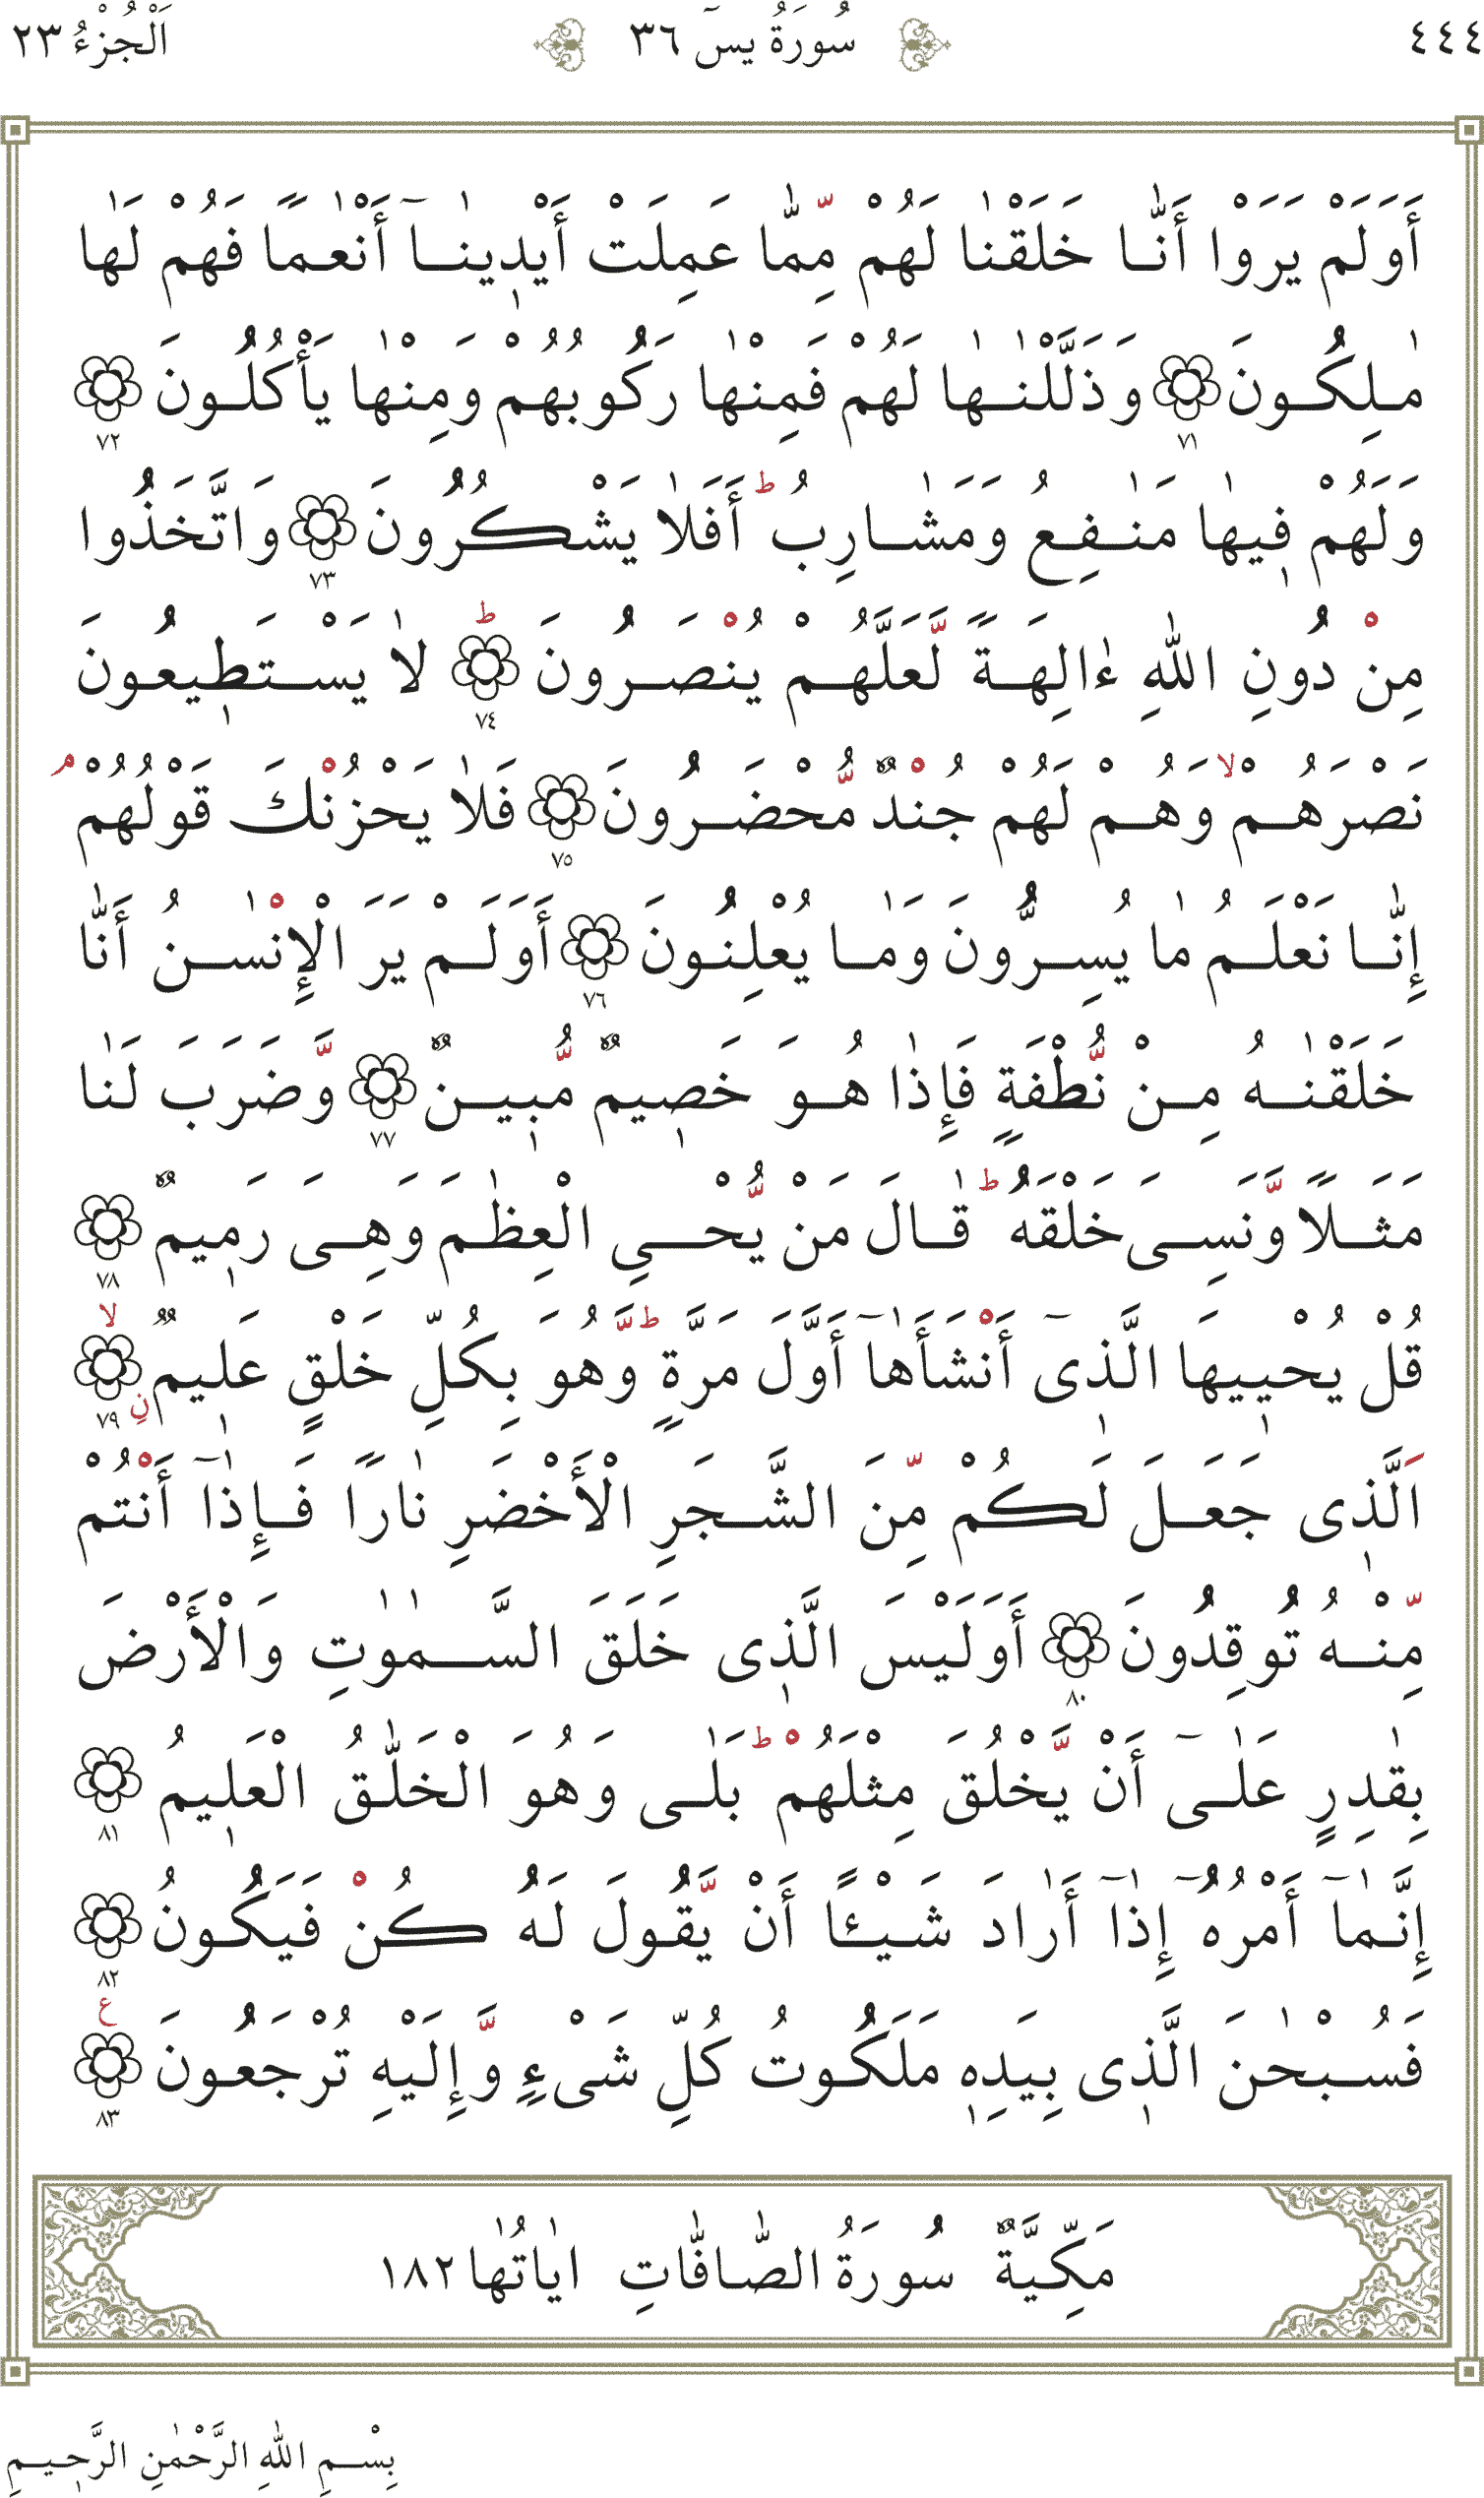 ٤٤٤ سُورَةُ يسٓ ٣٦ اَلْجُزْءُ ٢٣
أَوَلَمْ يَرَوْا أَنّٰا خَلَقْنٰا لَهُمْ مِّمّٰا عَمِلَتْ أَيْدٖينٰآ أَنْعٰمًا فَهُمْ لَهٰا
مٰلِكُونَ ٧١ وَذَلَّلْنٰهٰا لَهُمْ فَمِنْهٰا رَكُوبُهُمْ وَمِنْهٰا يَأْكُلُونَ ٧٢
وَلَهُمْ فٖيهٰا مَنٰفِعُ وَمَشٰارِبُ ۭ أَفَلاٰ يَشْكُرُونَ ٧٣ وَاتَّخَذُوا
مِنْ دُونِ اللّٰهِ ءٰالِهَةً لَّعَلَّهُمْ يُنْصَرُونَ ۭ ٧٤ لاٰ يَسْتَطٖيعُونَ
نَصْرَهُمْ ۙ وَهُمْ لَهُمْ جُنْدٌ مُّحْضَرُونَ ٧٥ فَلاٰ يَحْزُنْكَ قَوْلُهُمْ ۘ
إِنّٰا نَعْلَمُ مٰا يُسِرُّونَ وَمٰا يُعْلِنُونَ ٧٦ أَوَلَمْ يَرَ الْإِنْسٰنُ أَنّٰا
خَلَقْنٰهُ مِنْ نُّطْفَةٍ فَإِذٰا هُوَ خَصٖيمٌ مُّبٖينٌ ٧٧ وَّضَرَبَ لَنٰا
مَثَلًا وَّنَسِىَ خَلْقَهُ ۭ قٰالَ مَنْ يُّحْيِ الْعِظٰمَ وَهِىَ رَمٖيمٌ ٧٨
قُلْ يُحْيٖيهَا الَّذٖىٓ أَنْشَأَهٰآ أَوَّلَ مَرَّةٍ ۭ وَّهُوَ بِكُلِّ خَلْقٍ عَلٖيمٌ نِ ۙ ٧٩
اَلَّذٖى جَعَلَ لَكُمْ مِّنَ الشَّجَرِ الْأَخْضَرِ نٰارًا فَإِذٰآ أَنْتُمْ
مِّنْهُ تُوقِدُونَ ٨٠ أَوَلَيْسَ الَّذٖى خَلَقَ السَّمٰوٰتِ وَالْأَرْضَ
بِقٰدِرٍ عَلٰىٓ أَنْ يَّخْلُقَ مِثْلَهُمْ ۭ بَلٰى وَهُوَ الْخَلّٰقُ الْعَلٖيمُ ٨١
إِنَّمٰآ أَمْرُهُٓ إِذٰآ أَرٰادَ شَيْـًٔا أَنْ يَّقُولَ لَهُ كُنْ فَيَكُونُ ٨٢
فَسُبْحٰنَ الَّذٖى بِيَدِهٖ مَلَكُوتُ كُلِّ شَىْءٍ وَّإِلَيْهِ تُرْجَعُونَ ع ٨٣
مَكِّيَّةٌ سُورَةُ الصّٰافّٰاتِ اٰيٰاتُهٰا ١٨٢
بِسْمِ اللّٰهِ الرَّحْمٰنِ الرَّحٖيمِ